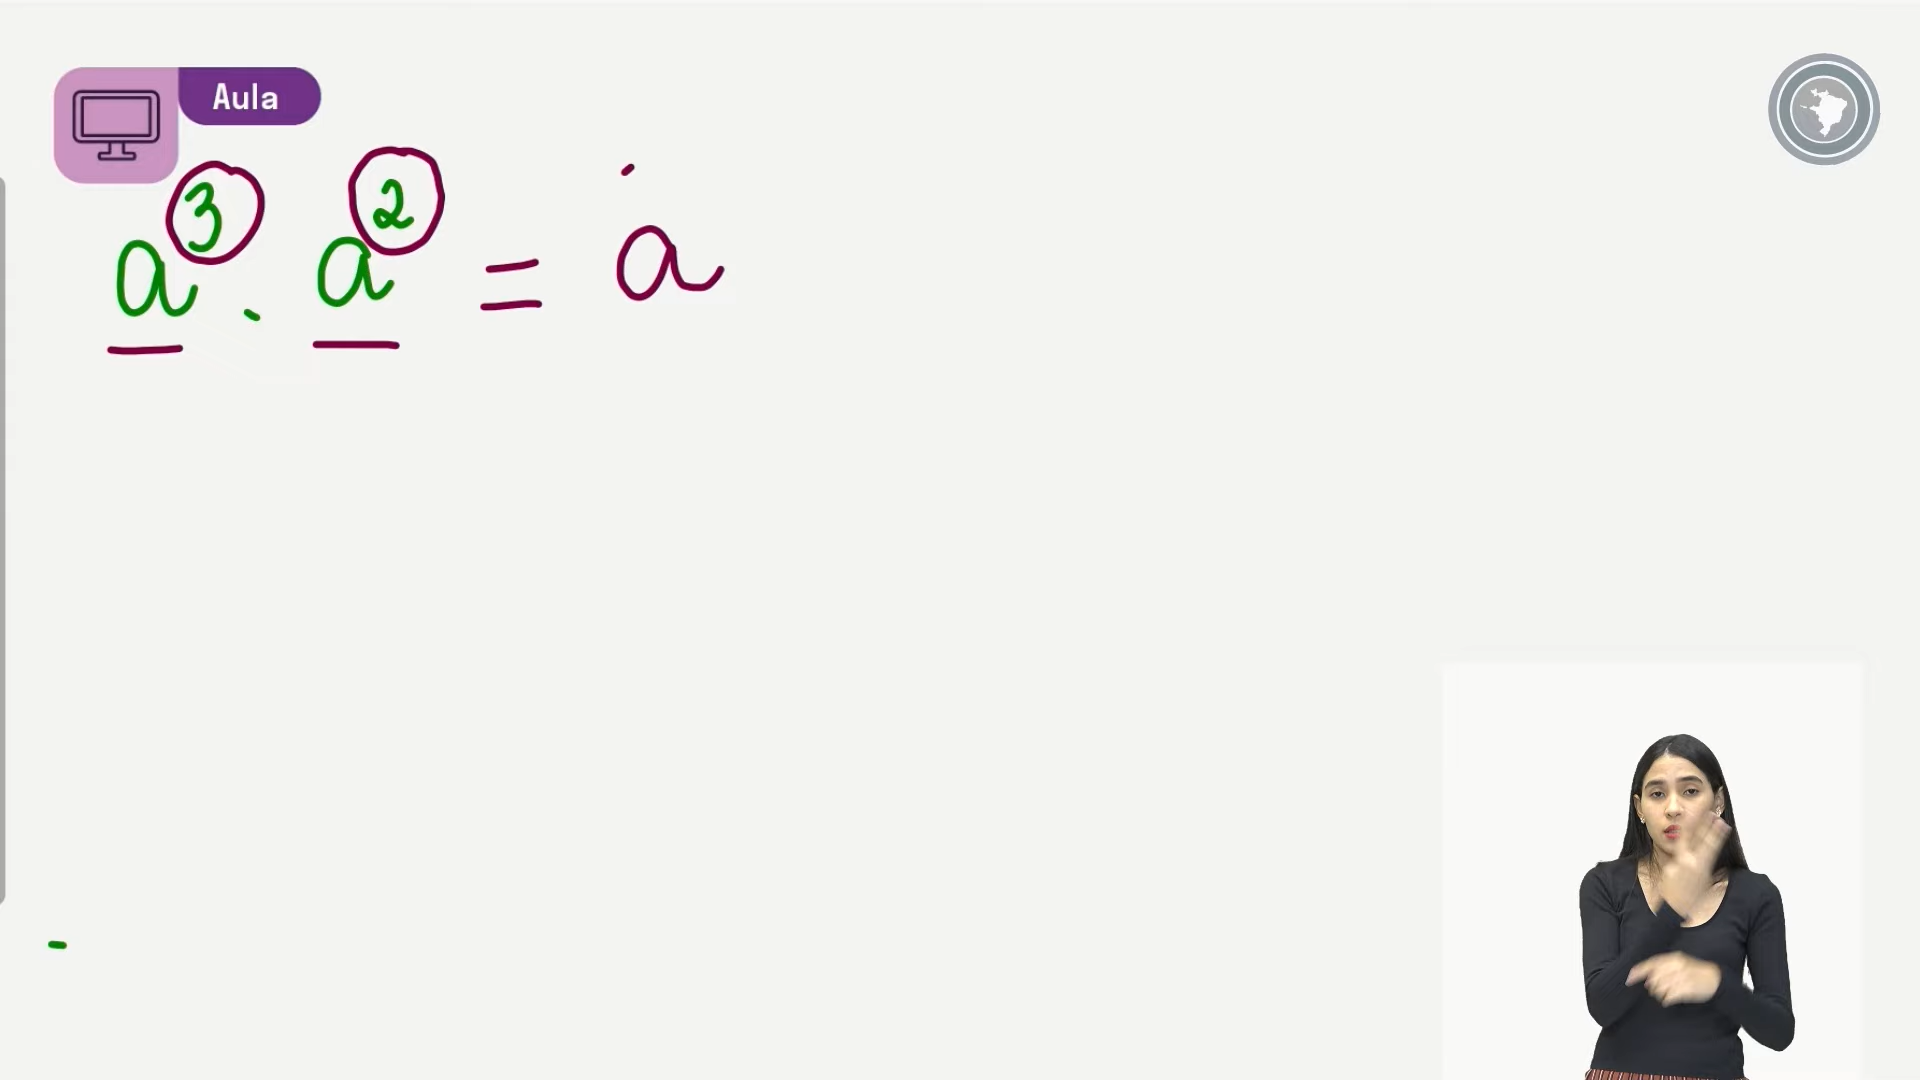 Aula
a³ . a² = a